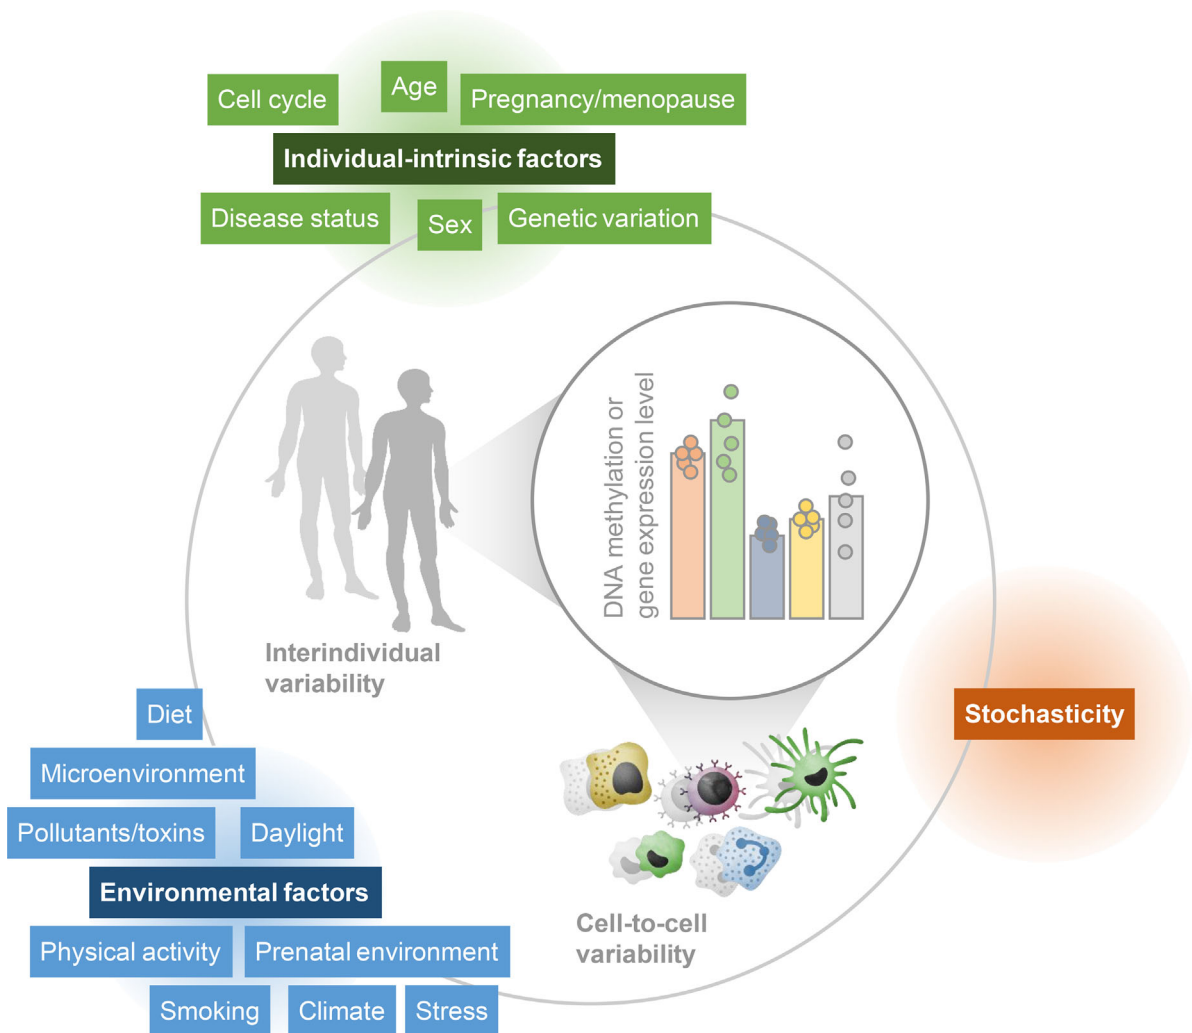 Cell cycle
Age
Pregnancy/menopause
Individual-intrinsic factors
Disease status
Sex
Genetic variation
DNA methylation or
gene expression level
Interindividual
variability
Stochasticity
Diet
Microenvironment
Pollutants/toxins
Daylight
Environmental factors
Physical activity
Prenatal environment
Smoking
Climate
Stress
Cell-to-cell
variability